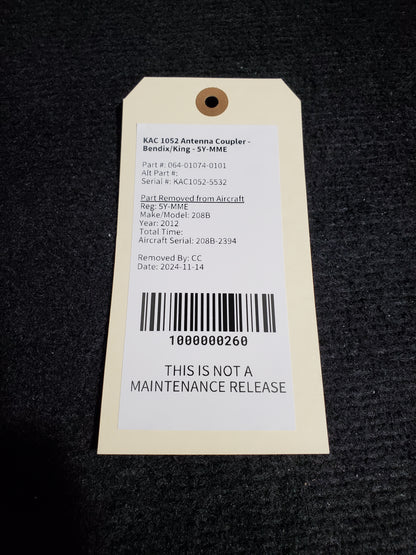 KAC 1052 Antenna Coupler -
Bendix/King - 5Y-MME
Part #: 064-01074-0101
Alt Part #:
Serial #: KAC1052-5532
Part Removed from Aircraft
Reg: 5Y-MME
Make/Model: 208B
Year: 2012
Total Time:
Aircraft Serial: 208B-2394
Removed By: CC
Date: 2024-11-14
1000000260
THIS IS NOT A
MAINTENANCE RELEASE